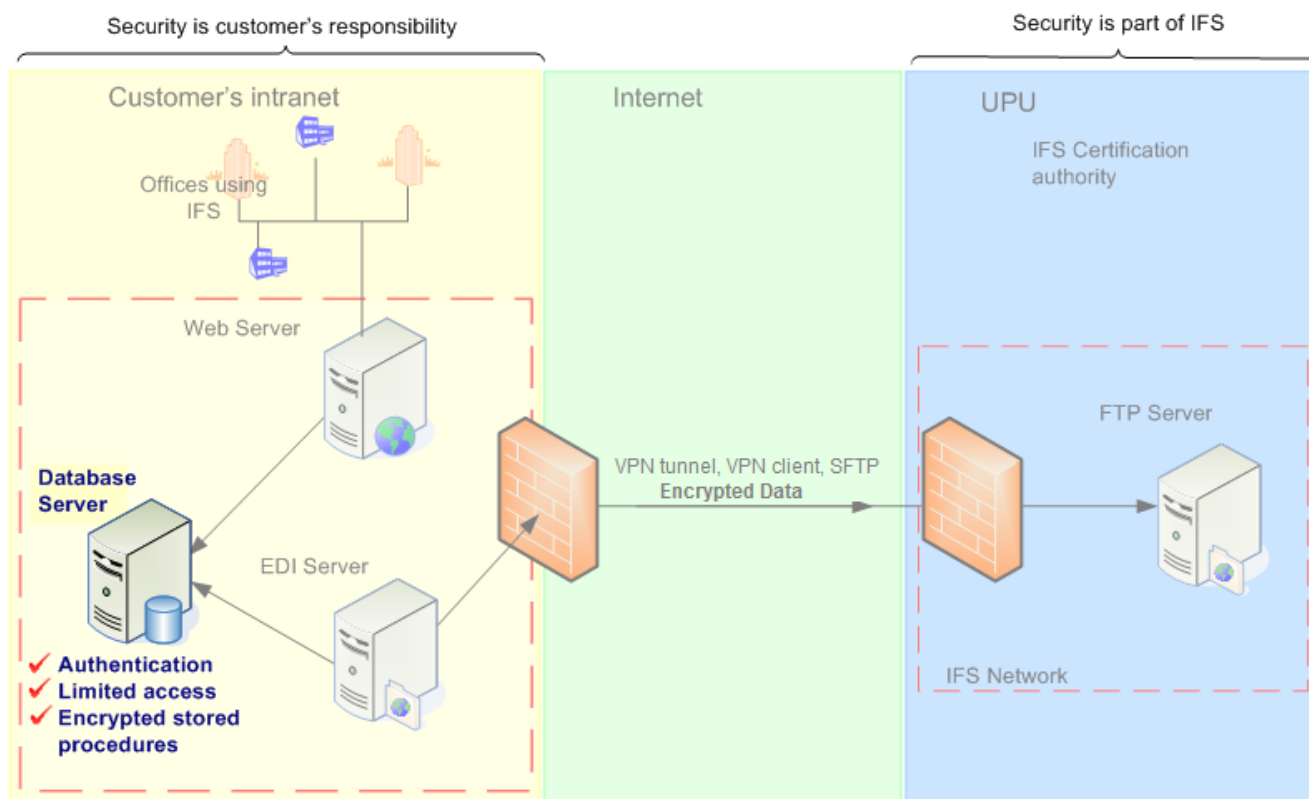 Security is customer's responsibility
Security is part of IFS
Customer's intranet
Internet
UPU
IFS Certification
authority
Offices using
IFS
Web Server
FTP Server
VPN tunnel, VPN client, SFTP
Encrypted Data
Database
Server
EDI Server
Authentication
Limited access
Encrypted stored
procedures
IFS Network